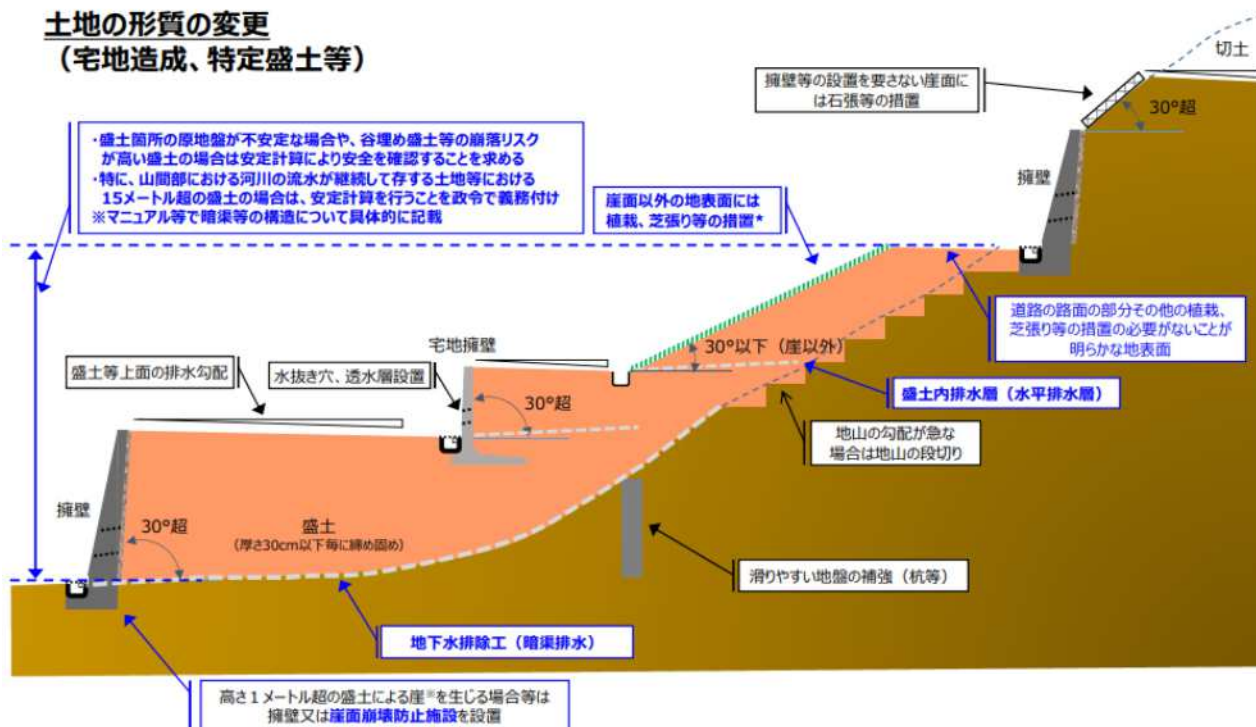 土地の形質の変更
（宅地造成、特定盛土等）
切土
擁壁等の設置を要さない崖面に
は石張等の措置
30°超
・盛土箇所の原地盤が不安定な場合や、谷埋め盛土等の崩落リスク
が高い盛土の場合は安定計算により安全を確認することを求める
・特に、山間部における河川の流水が継続して存する土地等における
15メートル超の盛土の場合は、安定計算を行うことを政令で義務付け
※マニュアル等で暗渠等の構造について具体的に記載
擁壁
崖面以外の地表面には
植栽、芝張り等の措置*
道路の路面の部分その他の植栽、
芝張り等の措置の必要がないことが
明らかな地表面
宅地擁壁
30°以下（崖以外）
盛土等上面の排水勾配
水抜き穴、透水層設置
盛土内排水層（水平排水層）
30°超
地山の勾配が急な
場合は地山の段切り
擁壁
30°超
盛土
（厚さ30cm以下毎に締め固め）
滑りやすい地盤の補強（杭等）
地下水排除工（暗渠排水）
高さ１メートル超の盛土による崖※を生じる場合等は
擁壁又は崖面崩壊防止施設を設置